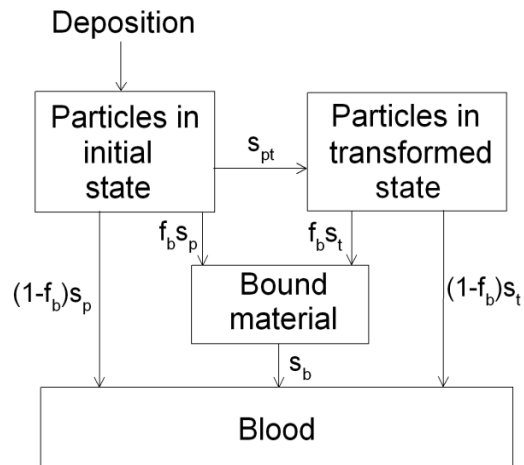 Deposition
Particles in
initial
state
s_pt
Particles in
transformed
state
f_bs_p
f_bs_t
(1-f_b)s_p
Bound
material
(1-f_b)s_t
s_b
Blood